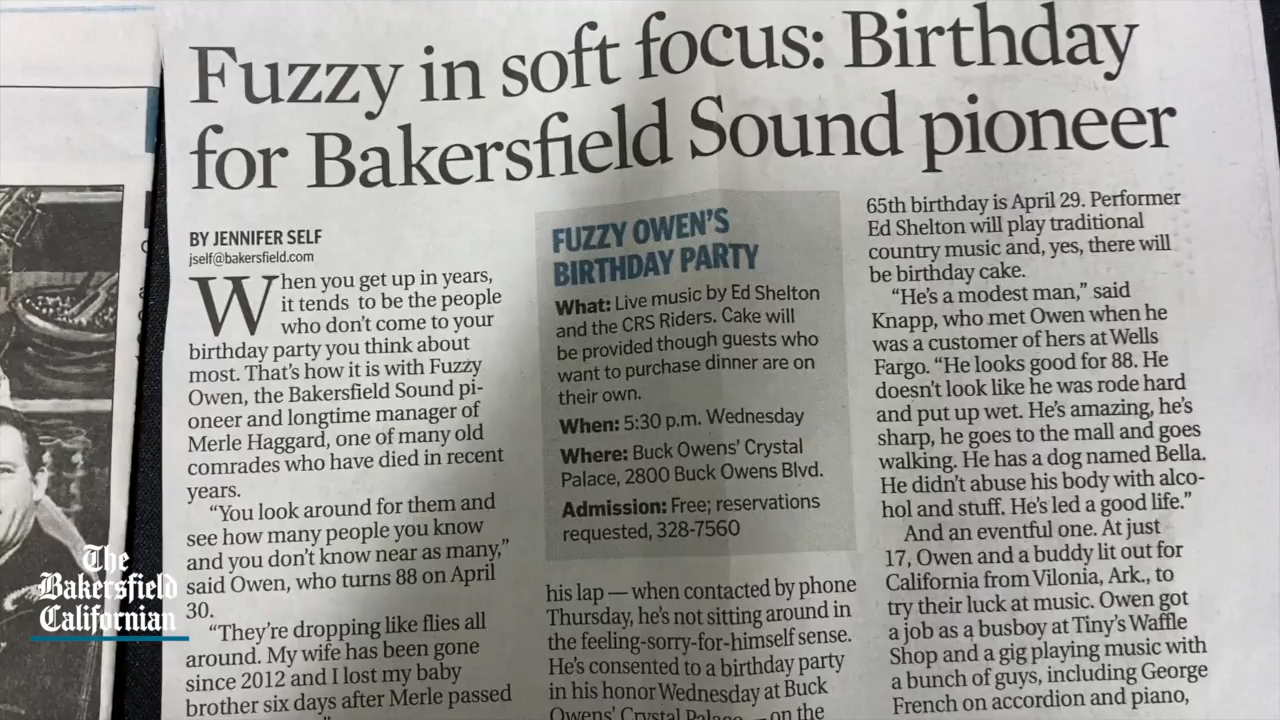 Fuzzy in soft focus: Birthday
for Bakersfield Sound pioneer
BY JENNIFER SELF
jself@bakersfield.com
When you get up in years,
it tends to be the people
who don't come to your
birthday party you think about
most. That's how it is with Fuzzy
Owen, the Bakersfield Sound pi-
oneer and longtime manager of
Merle Haggard, one of many old
comrades who have died in recent
years.
"You look around for them and
see how many people you know
and you don't know near as many,"
said Owen, who turns 88 on April
30.
"They're dropping like flies all
around. My wife has been gone
since 2012 and I lost my baby
brother six days after Merle passed
FUZZY OWEN'S
BIRTHDAY PARTY
What: Live music by Ed Shelton
and the CRS Riders. Cake will
be provided though guests who
want to purchase dinner are on
their own.
When: 5:30 p.m. Wednesday
Where: Buck Owens' Crystal
Palace, 2800 Buck Owens Blvd.
Admission: Free; reservations
requested, 328-7560
his lap — when contacted by phone
Thursday, he's not sitting around in
the feeling-sorry-for-himself sense.
He's consented to a birthday party
in his honor Wednesday at Buck
Owens' Crystal Palace — on the
65th birthday is April 29. Performer
Ed Shelton will play traditional
country music and, yes, there will
be birthday cake.
"He's a modest man," said
Knapp, who met Owen when he
was a customer of hers at Wells
Fargo. "He looks good for 88. He
doesn't look like he was rode hard
and put up wet. He's amazing, he's
sharp, he goes to the mall and goes
walking. He has a dog named Bella.
He didn't abuse his body with alco-
hol and stuff. He's led a good life."
And an eventful one. At just
17, Owen and a buddy lit out for
California from Vilonia, Ark., to
try their luck at music. Owen got
a job as a busboy at Tiny's Waffle
Shop and a gig playing music with
a bunch of guys, including George
French on accordion and piano,
The
Bakersfield
Californian